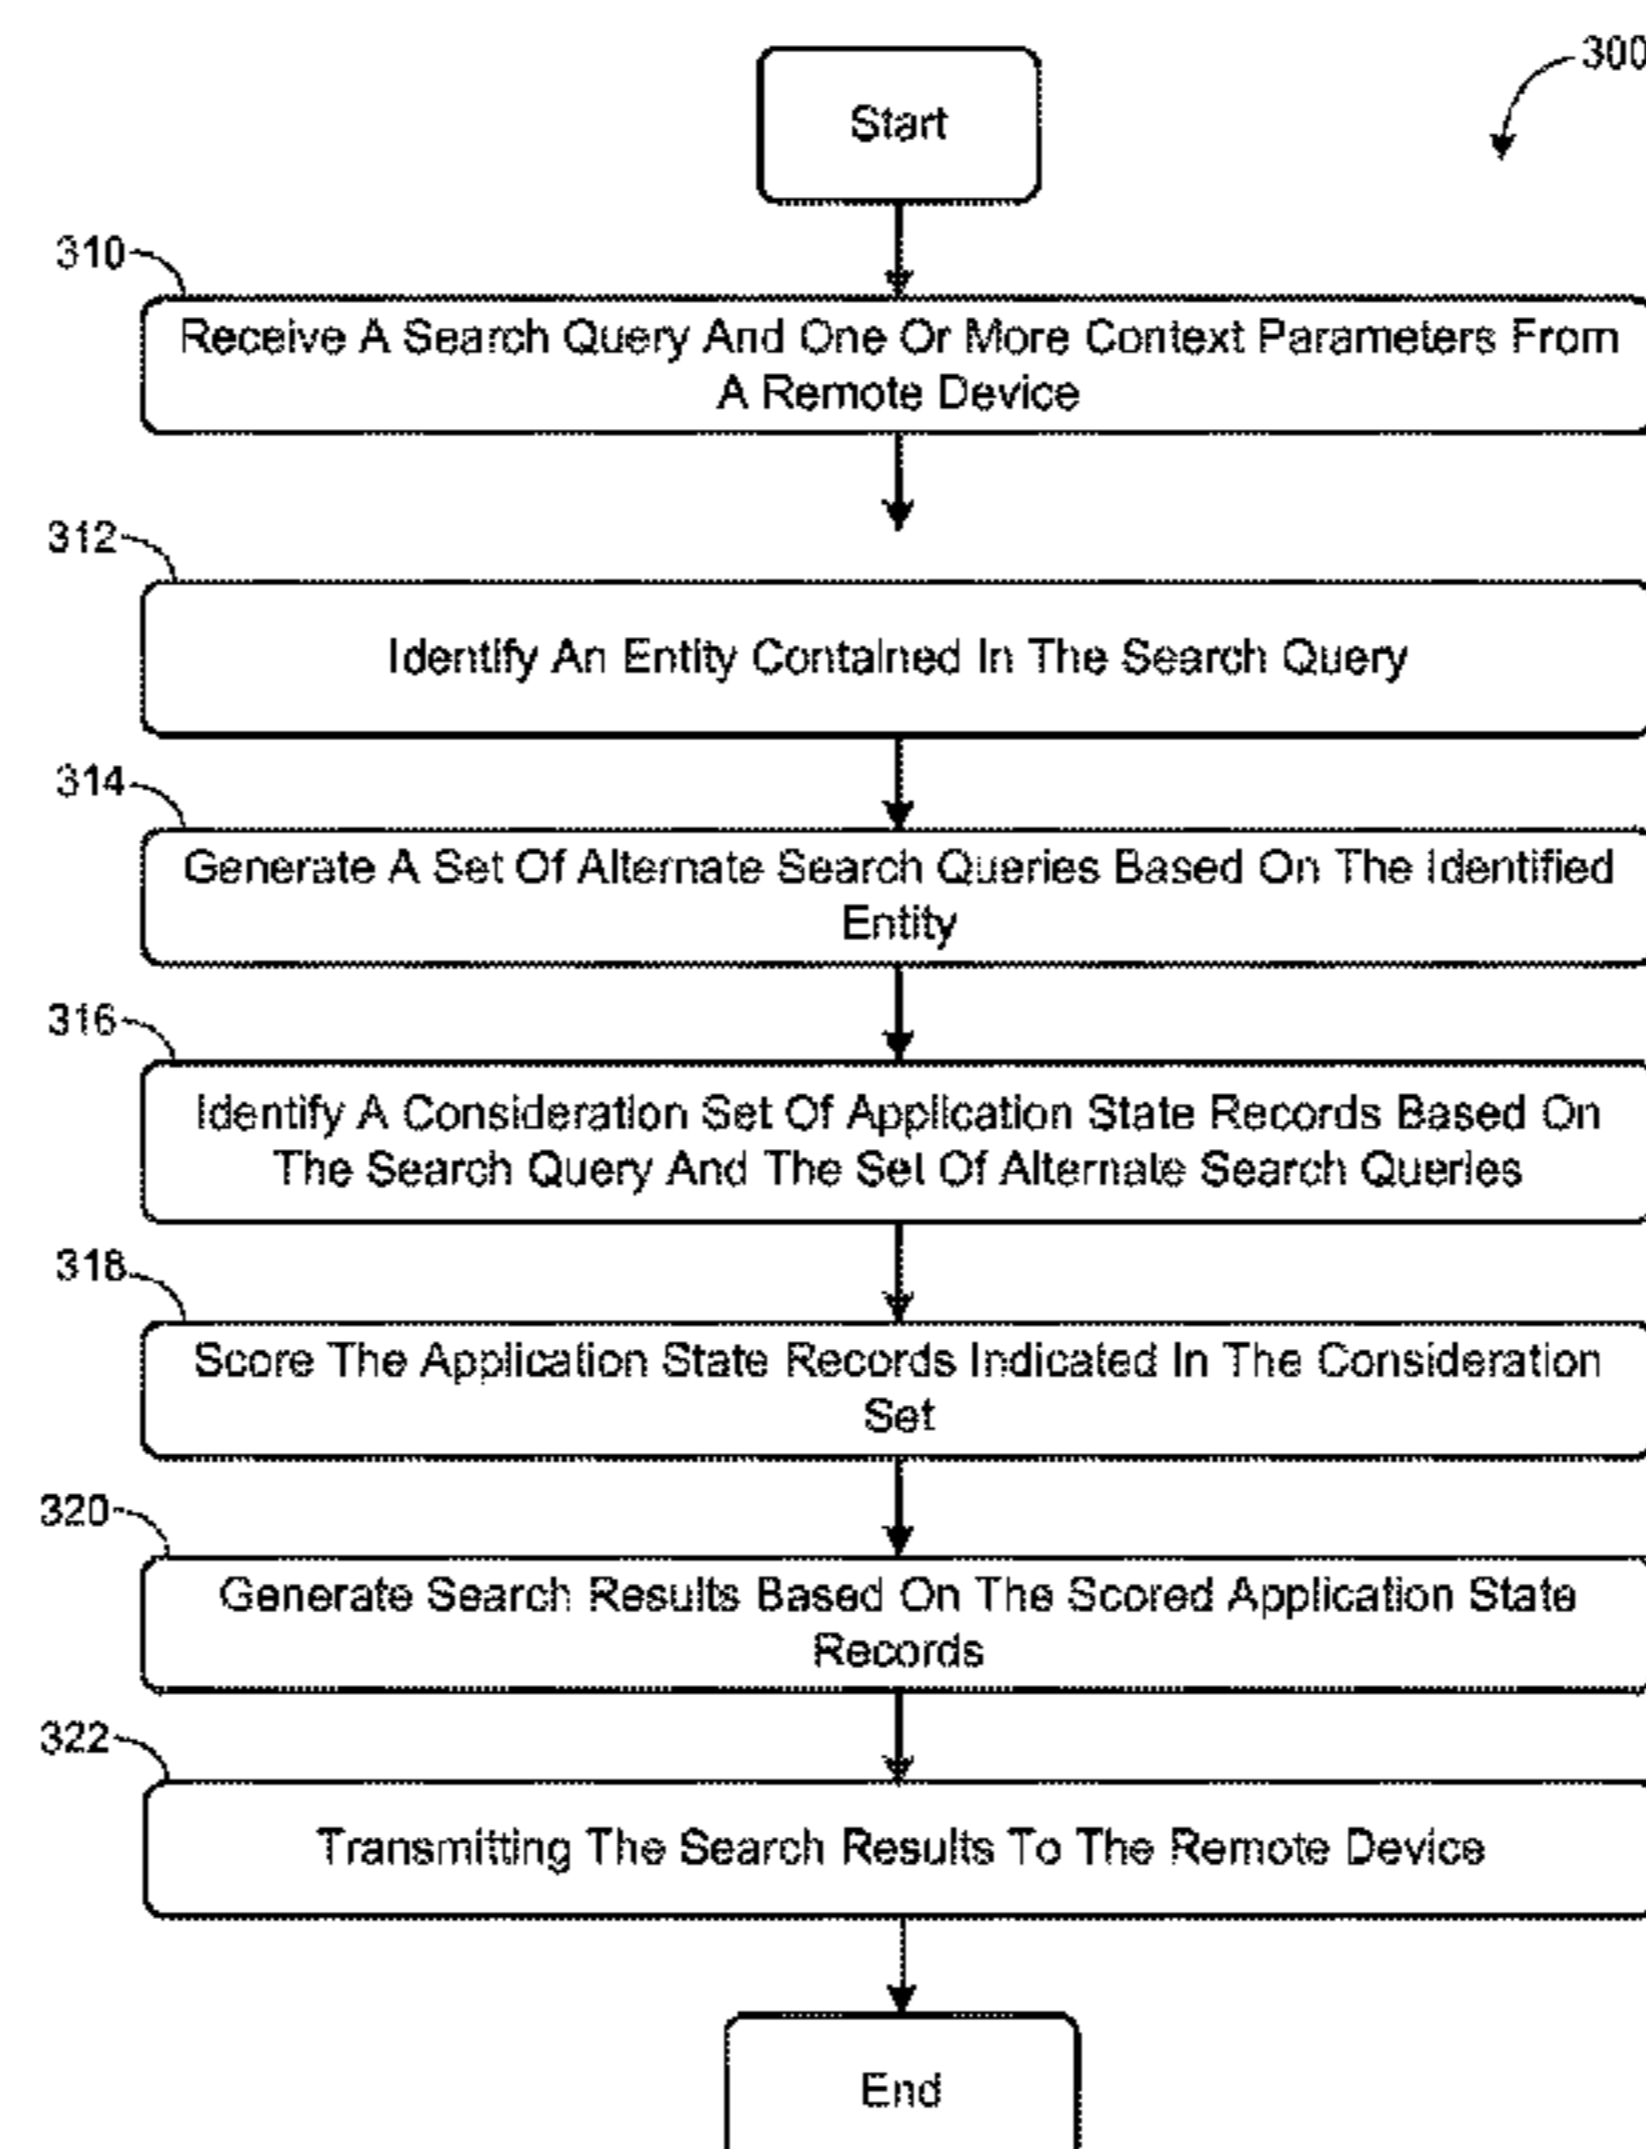 300
Start
310
Receive A Search Query And One Or More Context Parameters From
A Remote Device
312
Identify An Entity Contained In The Search Query
314
Generate A Set Of Alternate Search Queries Based On The Identified
Entity
316
Identify A Consideration Set Of Application State Records Based On
The Search Query And The Set Of Alternate Search Queries
318
Score The Application State Records Indicated In The Consideration
Set
320
Generate Search Results Based On The Scored Application State
Records
322
Transmitting The Search Results To The Remote Device
End